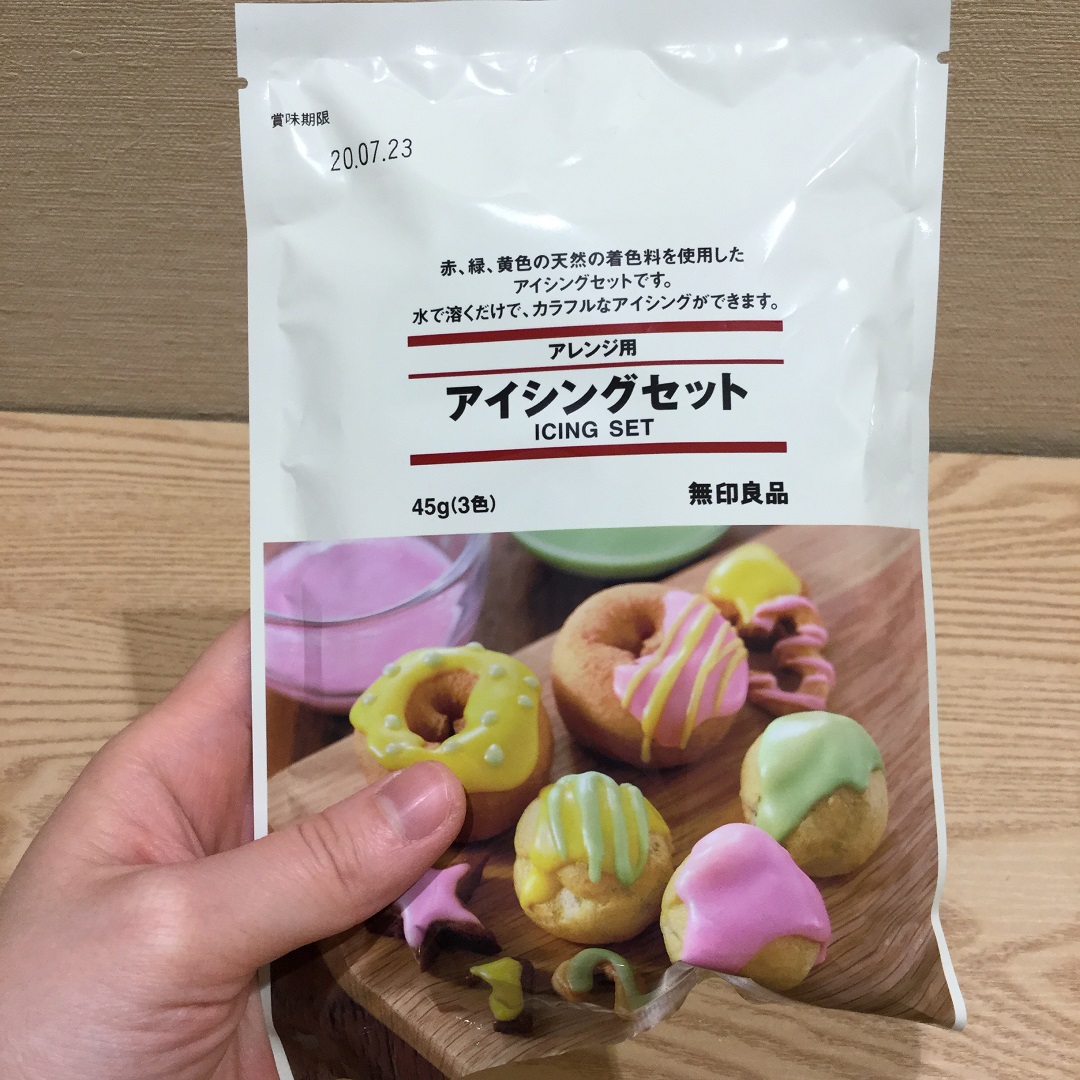 賞味期限
20.07.23
赤、緑、黄色の天然の着色料を使用した
アイシングセットです。
水で溶くだけで、カラフルなアイシングができます。
アレンジ用
アイシングセット
ICING SET
45g(3色)
無印良品